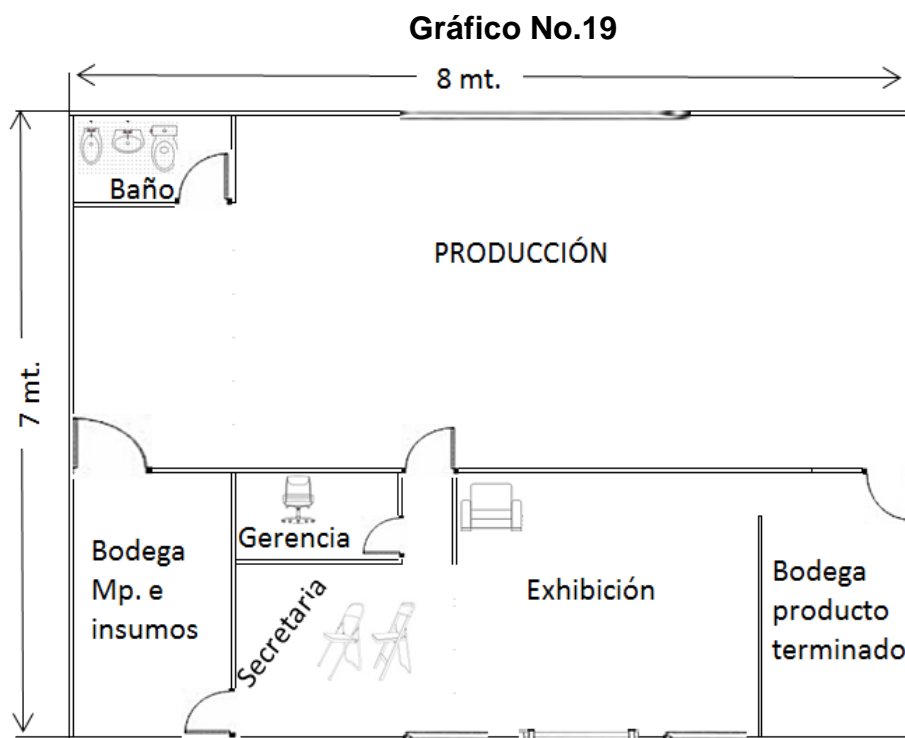 Gráfico No.19
8 mt.
Baño
PRODUCCIÓN
7 mt.
Gerencia
Bodega
Mp. e
insumos
Secretaria
Exhibición
Bodega
producto
terminado